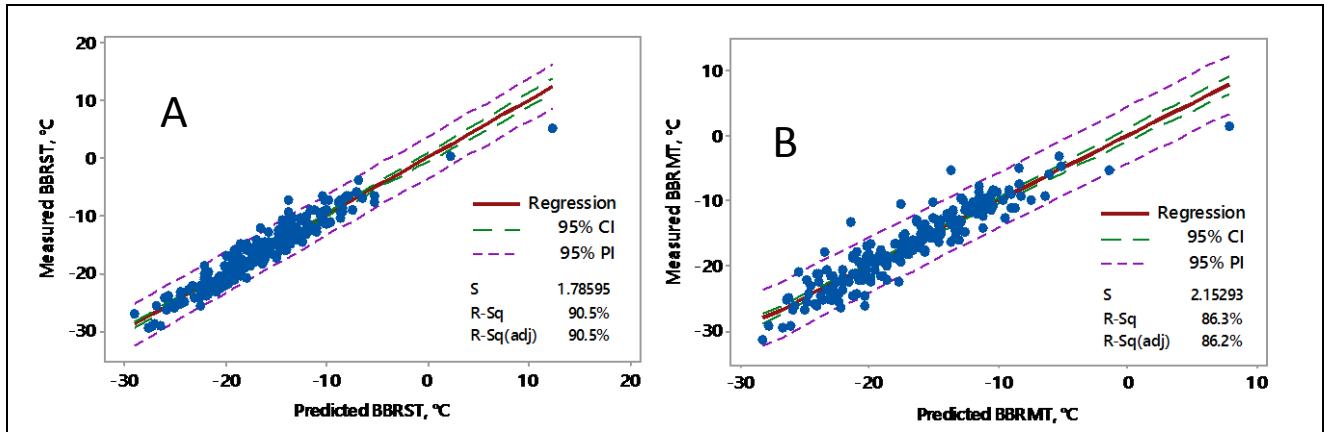 A
20
10
0
-10
-20
-30
Measured BBRST, °C
Regression
95% CI
95% PI
S 1.78595
R-Sq 90.5%
R-Sq(adj) 90.5%
-30 -20 -10 0 10 20
Predicted BBRST, °C
B
10
0
-10
-20
-30
Measured BBRMT, °C
Regression
95% CI
95% PI
S 2.15293
R-Sq 86.3%
R-Sq(adj) 86.2%
-30 -20 -10 0 10
Predicted BBRMT, °C